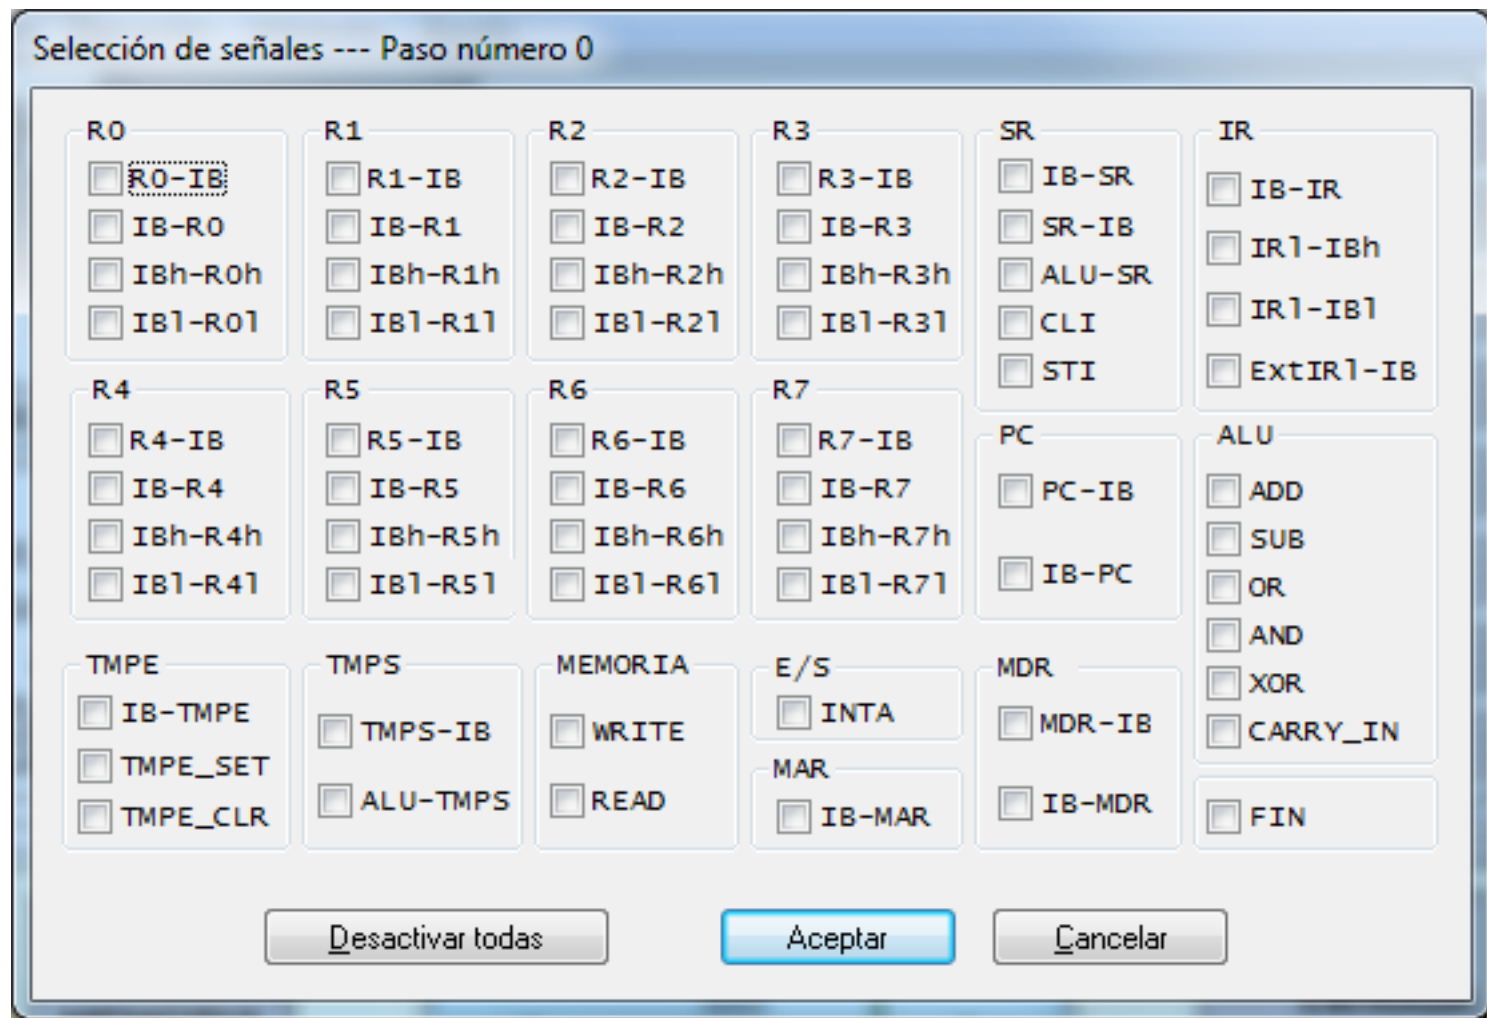 Selección de señales --- Paso número 0
R0
R0-IB
IB-R0
IBh-R0h
IBl-R0l
R1
R1-IB
IB-R1
IBh-R1h
IBl-R1l
R2
R2-IB
IB-R2
IBh-R2h
IBl-R2l
R3
R3-IB
IB-R3
IBh-R3h
IBl-R3l
SR
IB-SR
SR-IB
ALU-SR
CLI
STI
IR
IB-IR
IRl-IBh
IRl-IBl
ExtIRl-IB
R4
R4-IB
IB-R4
IBh-R4h
IBl-R4l
R5
R5-IB
IB-R5
IBh-R5h
IBl-R5l
R6
R6-IB
IB-R6
IBh-R6h
IBl-R6l
R7
R7-IB
IB-R7
IBh-R7h
IBl-R7l
PC
PC-IB
IB-PC
ALU
ADD
SUB
OR
AND
XOR
CARRY_IN
TMPE
IB-TMPE
TMPE_SET
TMPE_CLR
TMPS
TMPS-IB
ALU-TMPS
MEMORIA
WRITE
READ
E/S
INTA
MAR
IB-MAR
MDR
MDR-IB
IB-MDR
FIN
Desactivar todas
Aceptar
Cancelar